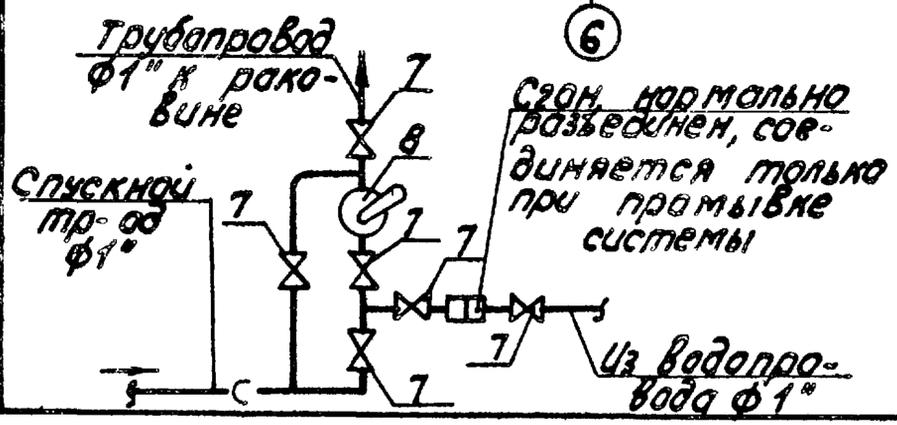 6
Трубопровод
Ф1" к рако-
вине
7
Сгон нормально
разъединен, сое-
диняется только
при промывке
системы
8
Спускной
тр-од
Ф1"
7
7
7
7
Из водопро-
вода Ф1"
С
7